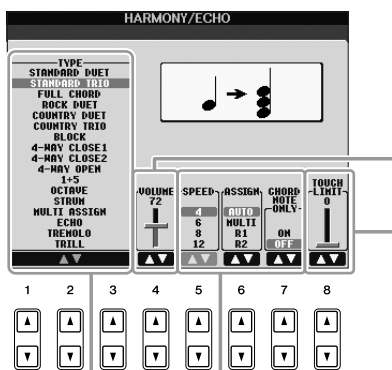 HARMONY/ECHO
TYPE
STANDARD DUET
STANDARD TRIO
FULL CHORD
ROCK DUET
COUNTRY DUET
COUNTRY TRIO
BLOCK
4-WAY CLOSE1
4-WAY CLOSE2
4-WAY OPEN
1+5
OCTAVE
STRUM
MULTI ASSIGN
ECHO
TREMOLO
TRILL
VOLUME
72
SPEED
4
6
8
12
ASSIGN
AUTO
MULTI
R1
R2
CHORD
NOTE
ONLY
ON
OFF
TOUCH
LIMIT
0
1 2 3 4 5 6 7 8